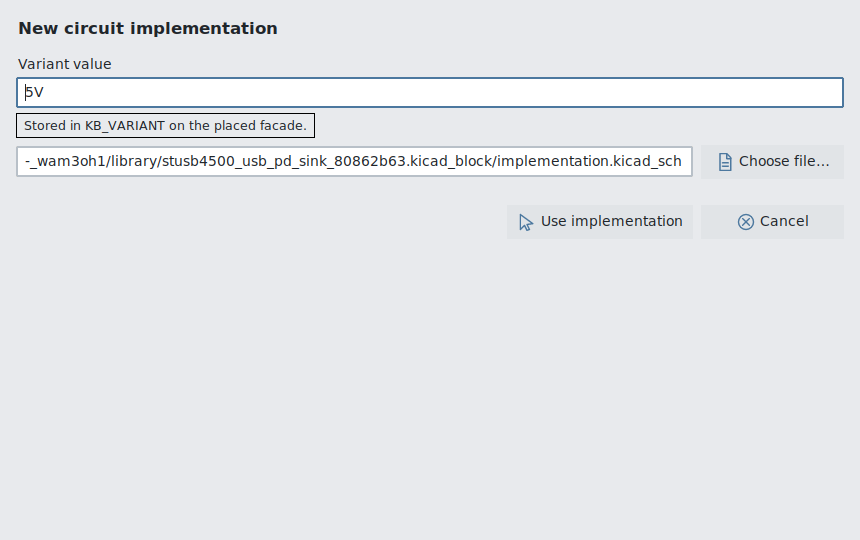 New circuit implementation
Variant value
5V
Stored in KB_VARIANT on the placed facade.
-_wam3oh1/library/stusb4500_usb_pd_sink_80862b63.kicad_block/implementation.kicad_sch
Choose file...
Use implementation
Cancel